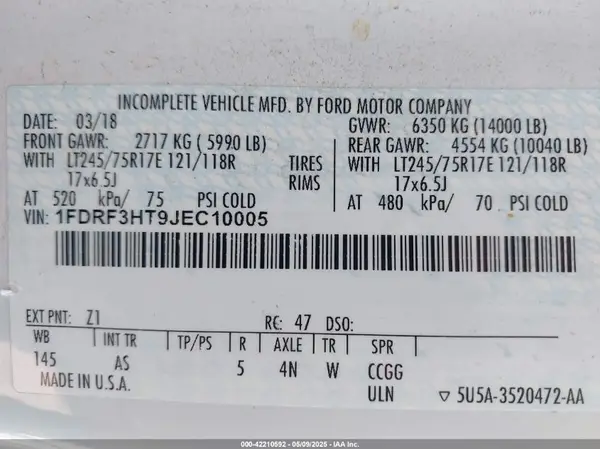 INCOMPLETE VEHICLE MFD. BY FORD MOTOR COMPANY
DATE: 03/18 GVWR: 6350 KG (14000 LB)
FRONT GAWR: 2717 KG ( 5990 LB) REAR GAWR: 4554 KG (10040 LB)
WITH LT245/75R17E 121/118R TIRES WITH LT245/75R17E 121/118R
17x6.5J RIMS 17x6.5J
AT 520 kPa/ 75 PSI COLD AT 480 kPa/ 70 PSI COLD
VIN: 1FDRF3HT9JEC10005
EXT PNT: Z1 RC: 47 DSO:
WB INT TR TP/PS R AXLE TR SPR
145 AS 5 4N W CCGG
MADE IN U.S.A. ULN ▽ 5U5A-3520472-AA
000-42210592 - 05/09/2025 - IAAI.COM